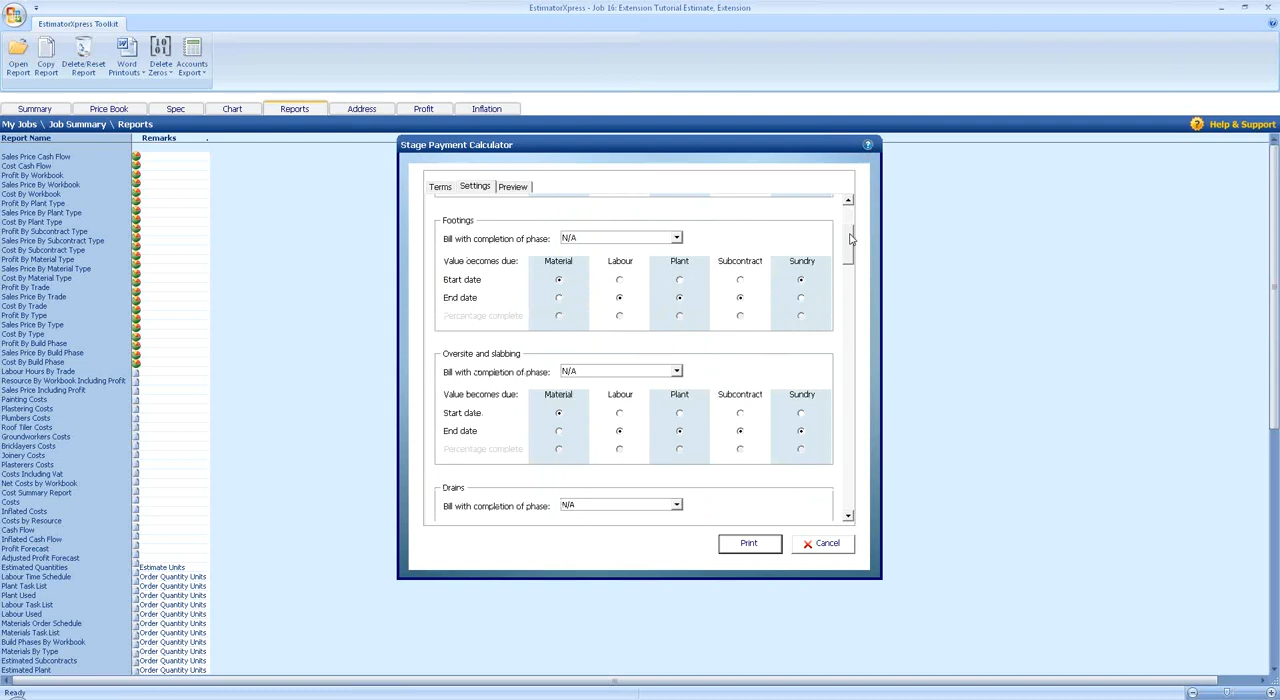 EstimatorXpress - Job 16: Extension Tutorial Estimate, Extension
EstimatorXpress Toolkit
Open Report
Copy Report
Delete/Reset Report
Word Printouts
Delete Zeros
Accounts Export
Summary
Price Book
Spec
Chart
Reports
Address
Profit
Inflation
My Jobs \ Job Summary \ Reports
Help & Support
Report Name
Remarks
Sales Price Cash Flow
Cost Cash Flow
Profit By Workbook
Sales Price By Workbook
Cost By Workbook
Profit By Plant Type
Sales Price By Plant Type
Cost By Plant Type
Profit By Subcontract Type
Sales Price By Subcontract Type
Cost By Subcontract Type
Profit By Material Type
Sales Price By Material Type
Cost By Material Type
Profit By Trade
Sales Price By Trade
Cost By Trade
Profit By Type
Sales Price By Type
Cost By Type
Profit By Build Phase
Sales Price By Build Phase
Cost By Build Phase
Labour Hours By Trade
Resource By Workbook Including Profit
Sales Price Including Profit
Painting Costs
Plastering Costs
Plumbers Costs
Roof Tiler Costs
Groundworkers Costs
Bricklayers Costs
Joinery Costs
Plasterers Costs
Costs Including Vat
Net Costs by Workbook
Cost Summary Report
Costs
Inflated Costs
Costs by Resource
Cash Flow
Inflated Cash Flow
Profit Forecast
Adjusted Profit Forecast
Estimated Quantities Estimate Units
Labour Time Schedule Order Quantity Units
Plant Task List Order Quantity Units
Plant Used Order Quantity Units
Labour Task List Order Quantity Units
Labour Used Order Quantity Units
Materials Order Schedule Order Quantity Units
Materials Task List Order Quantity Units
Build Phases By Workbook Order Quantity Units
Materials By Type Order Quantity Units
Estimated Subcontracts Order Quantity Units
Estimated Plant Order Quantity Units
Stage Payment Calculator
Terms
Settings
Preview
Footings
Bill with completion of phase: N/A
Value becomes due: Material Labour Plant Subcontract Sundry
Start date
End date
Percentage complete
Oversite and slabbing
Bill with completion of phase: N/A
Value becomes due: Material Labour Plant Subcontract Sundry
Start date
End date
Percentage complete
Drains
Bill with completion of phase: N/A
Print
Cancel
Ready